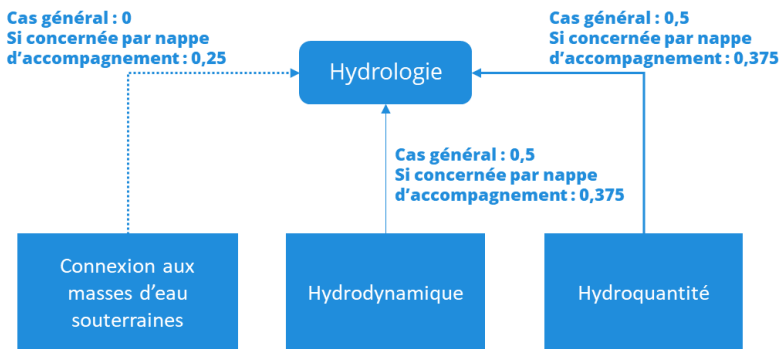 Cas général : 0
Si concernée par nappe
d'accompagnement : 0,25
Cas général : 0,5
Si concernée par nappe
d'accompagnement : 0,375
Hydrologie
Cas général : 0,5
Si concernée par nappe
d'accompagnement : 0,375
Connexion aux
masses d'eau
souterraines
Hydrodynamique
Hydroquantité